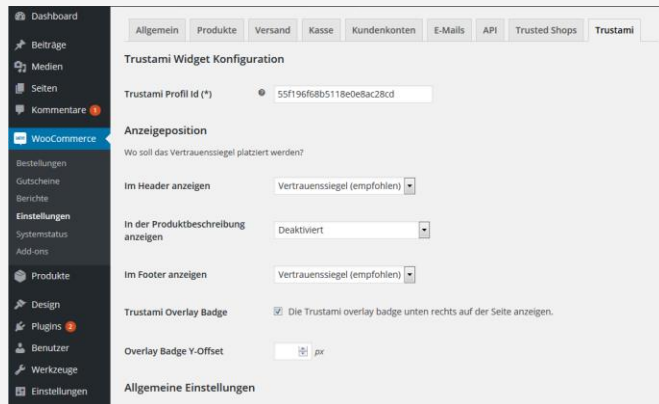 Dashboard
Beiträge
Medien
Seiten
Kommentare 1
WooCommerce
Bestellungen
Gutscheine
Berichte
Einstellungen
Systemstatus
Add-ons
Produkte
Design
Plugins 2
Benutzer
Werkzeuge
Einstellungen
Allgemein Produkte Versand Kasse Kundenkonten E-Mails API Trusted Shops Trustami
Trustami Widget Konfiguration
Trustami Profil Id (*) 55f196f68b5118e0e8ac28cd
Anzeigeposition
Wo soll das Vertrauenssiegel platziert werden?
Im Header anzeigen Vertrauenssiegel (empfohlen)
In der Produktbeschreibung
anzeigen
Deaktiviert
Im Footer anzeigen Vertrauenssiegel (empfohlen)
Trustami Overlay Badge Die Trustami overlay badge unten rechts auf der Seite anzeigen.
Overlay Badge Y-Offset px
Allgemeine Einstellungen